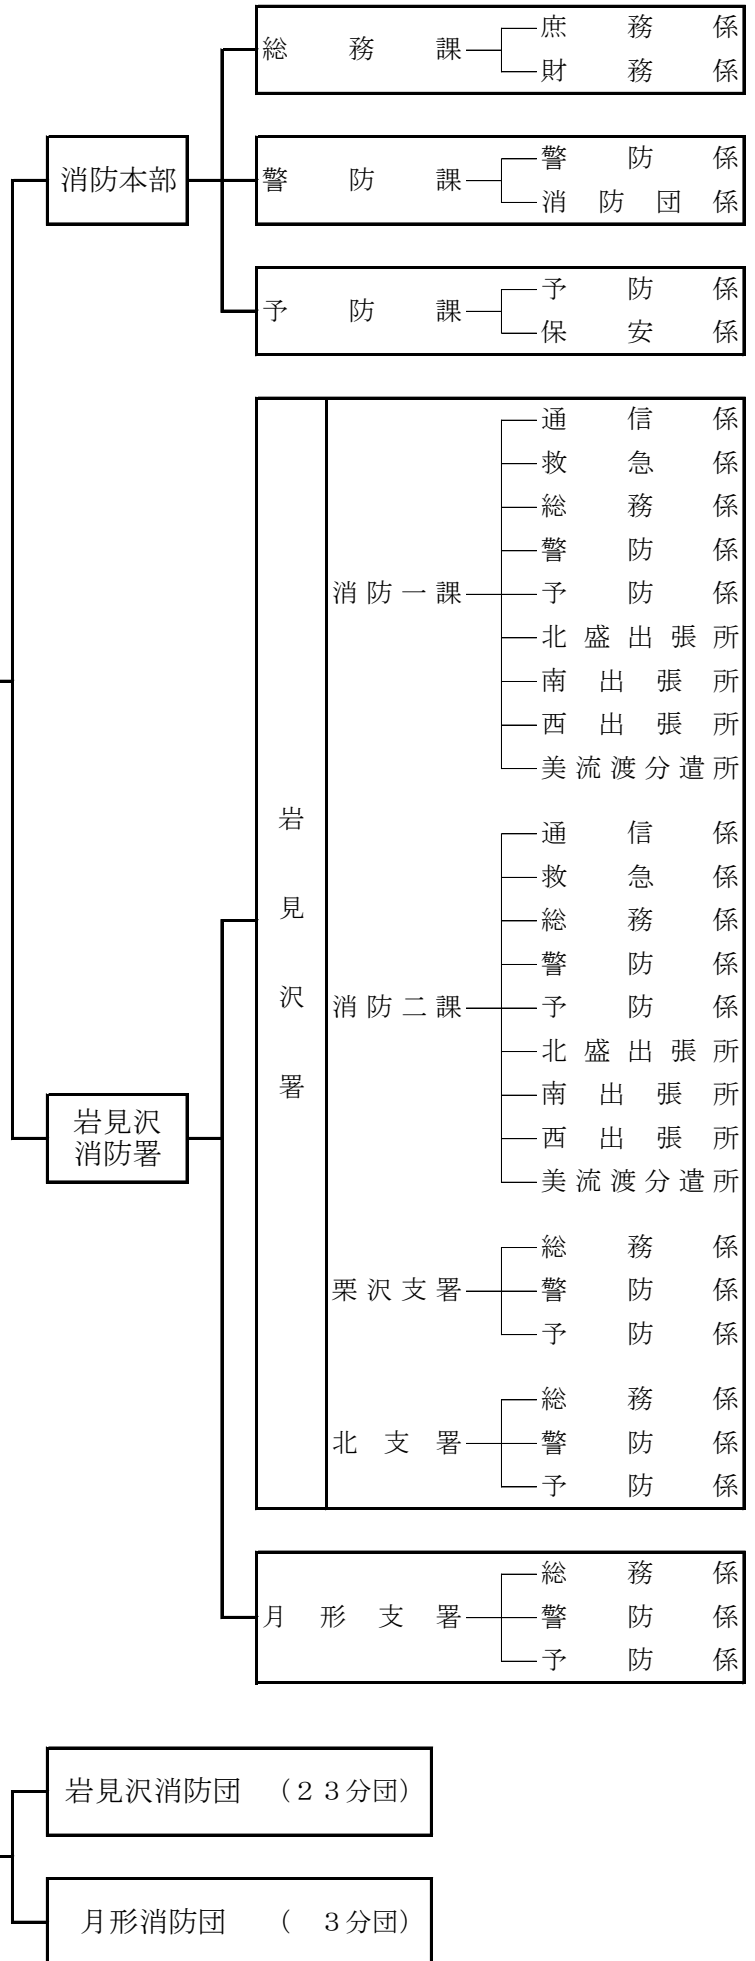 消防本部
総務課
庶務係
財務係
警防課
警防係
消防団係
予防課
予防係
保安係
岩見沢
消防署
岩見沢署
消防一課
通信係
救急係
総務係
警防係
予防係
北盛出張所
南出張所
西出張所
美流渡分遣所
消防二課
通信係
救急係
総務係
警防係
予防係
北盛出張所
南出張所
西出張所
美流渡分遣所
栗沢支署
総務係
警防係
予防係
北支署
総務係
警防係
予防係
月形支署
総務係
警防係
予防係
岩見沢消防団 （２３分団）
月形消防団 （ ３分団）